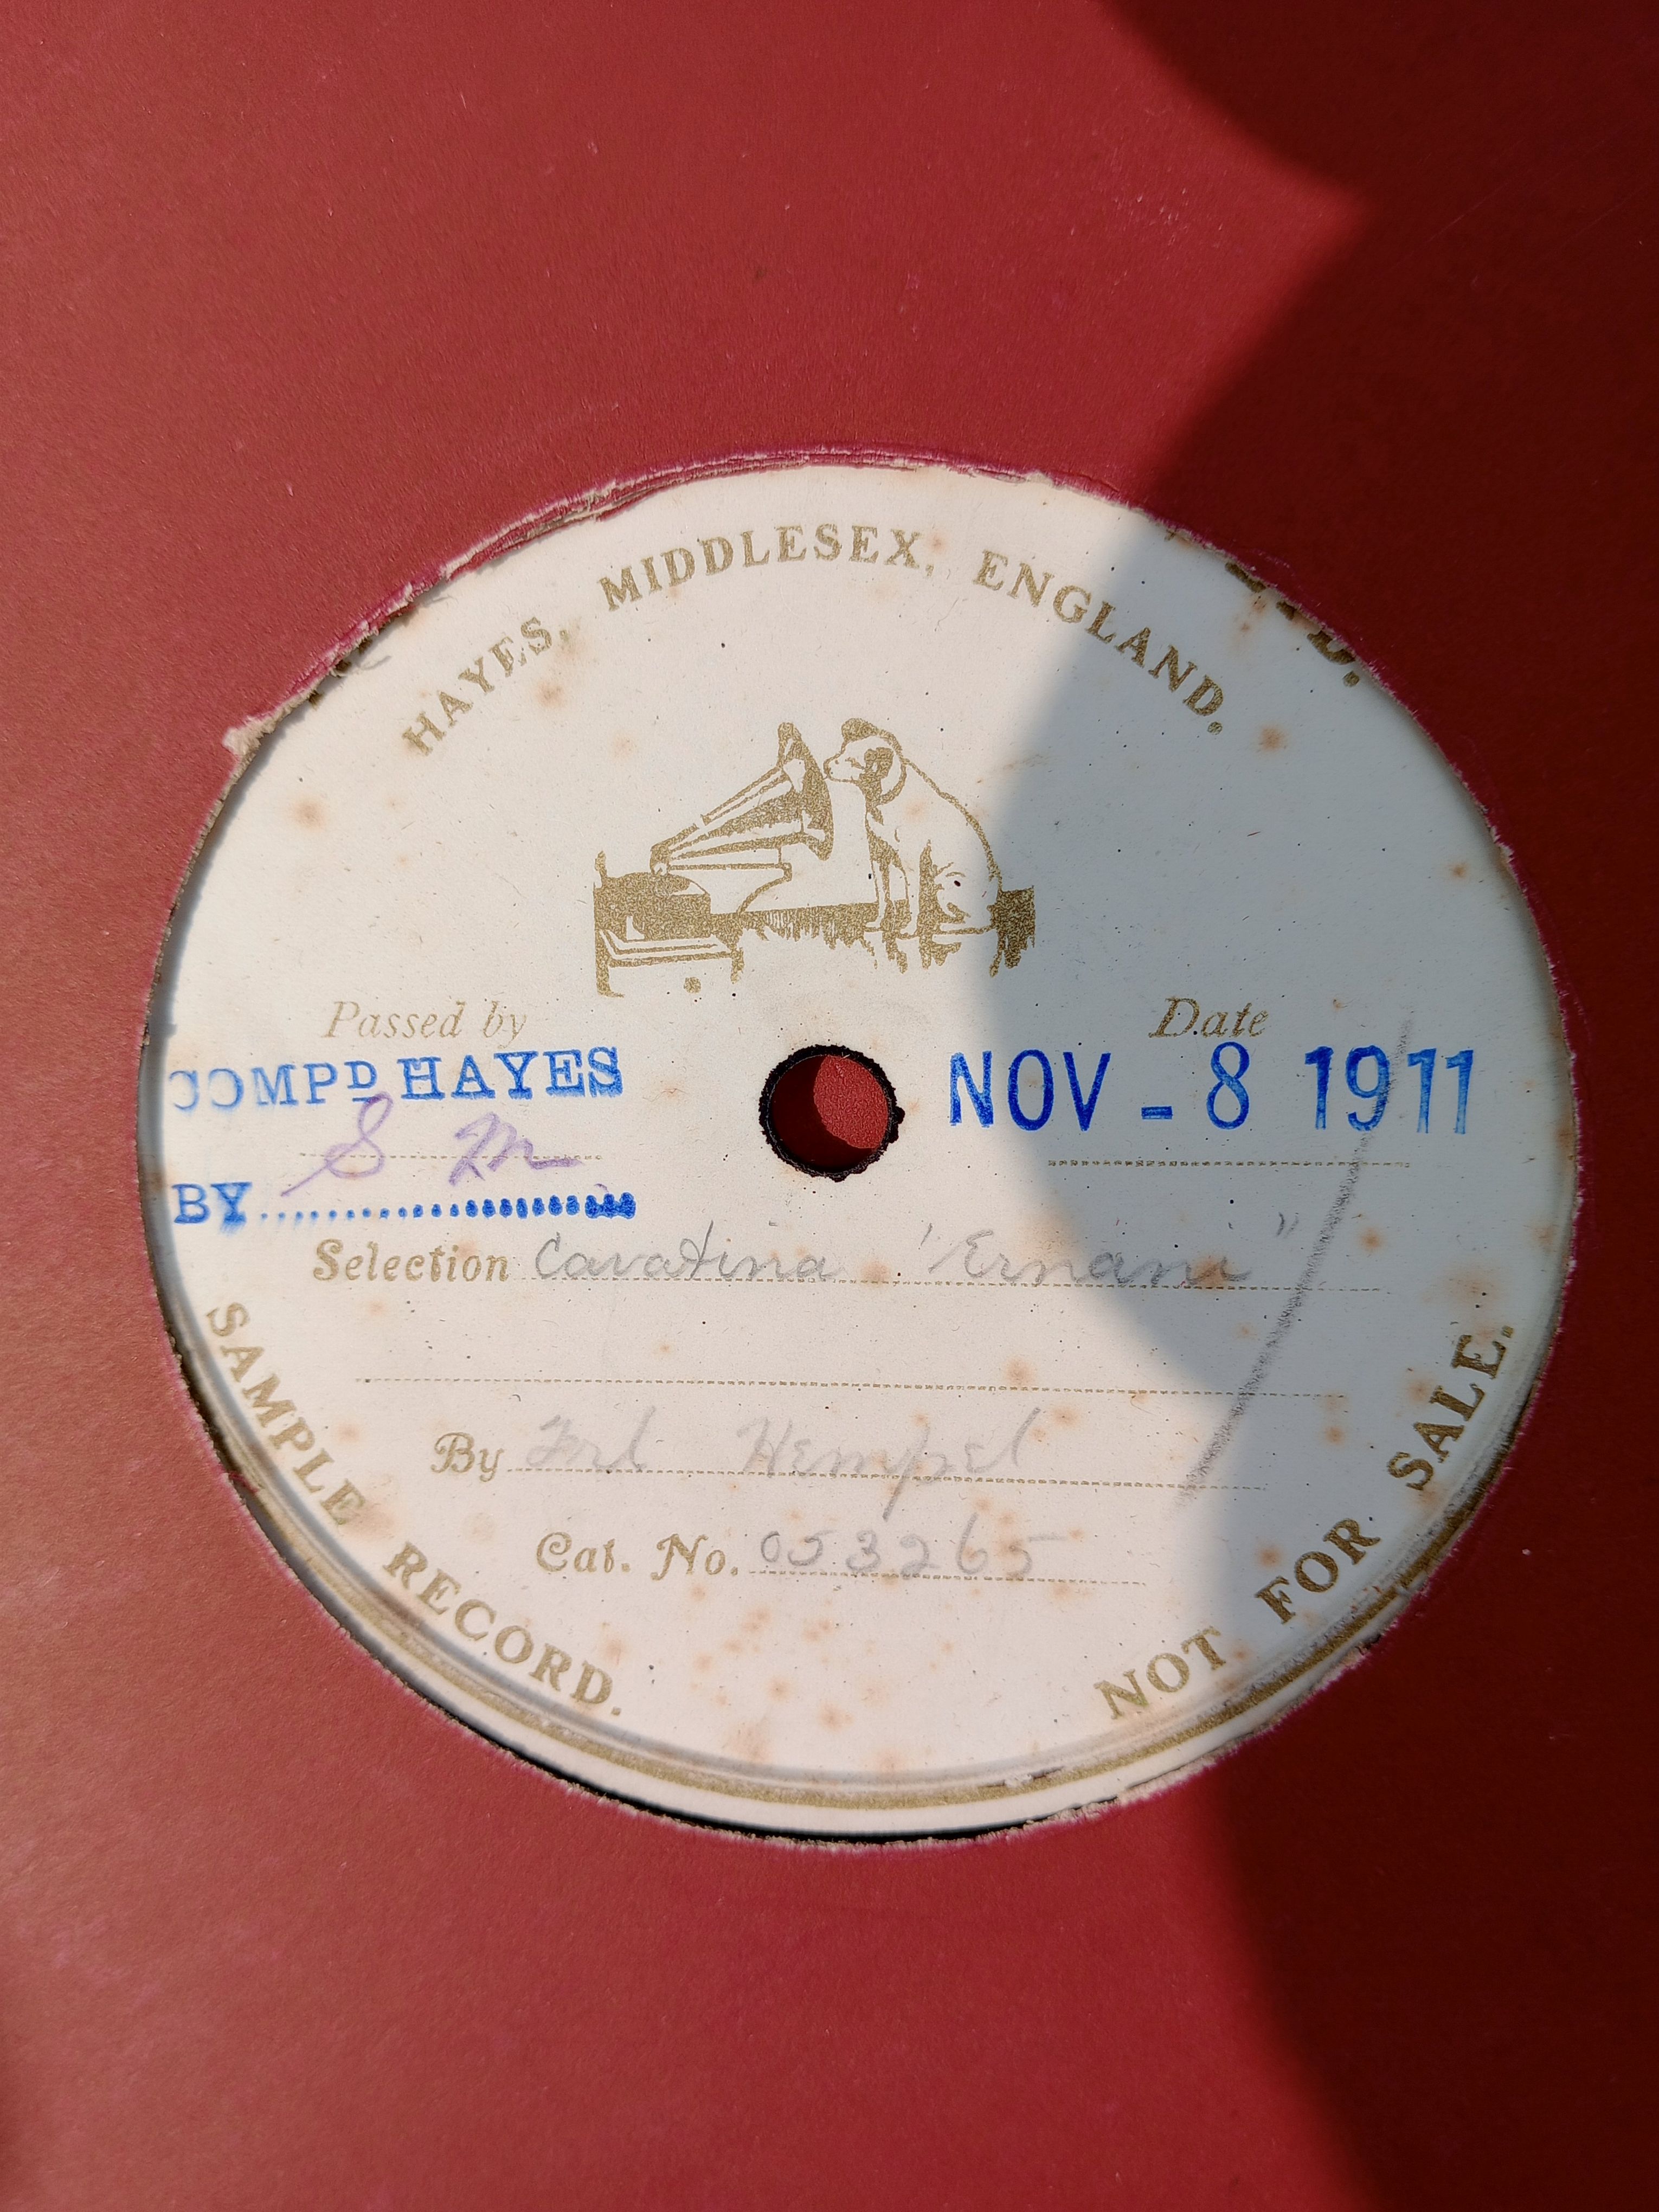 HAYES, MIDDLESEX, ENGLAND.
Passed by
COMPD HAYES
S M
BY
Date
NOV - 8 1911
Selection Cavatina "Ernani"
By Frl Hempel
Cat. No. 053265
SAMPLE RECORD.
NOT FOR SALE.